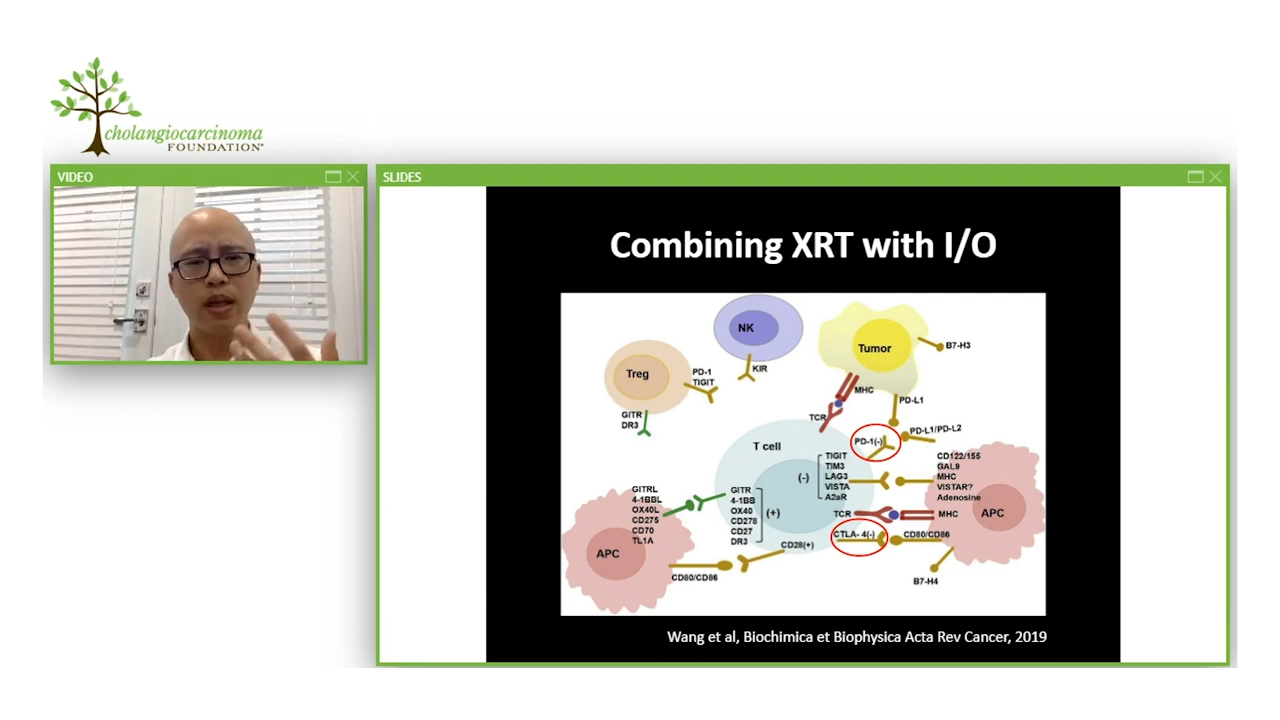 cholangiocarcinoma
FOUNDATION®
VIDEO
SLIDES
Combining XRT with I/O
NK
KIR
Tumor
B7-H3
Treg
PD-1
TIGIT
GITR
DR3
MHC
TCR
PD-L1
PD-1(-)
PD-L1/PD-L2
T cell
(-)
TIGIT
TIM3
LAG3
VISTA
A2aR
CD122/155
GAL9
MHC
VISTAR?
Adenosine
APC
TCR
MHC
CTLA- 4(-)
CD80/CD86
B7-H4
GITRL
4-1BBL
OX40L
CD275
CD70
TL1A
APC
GITR
4-1BB
OX40
CD278
CD27
DR3
(+)
CD28(+)
CD80/CD86
Wang et al, Biochimica et Biophysica Acta Rev Cancer, 2019